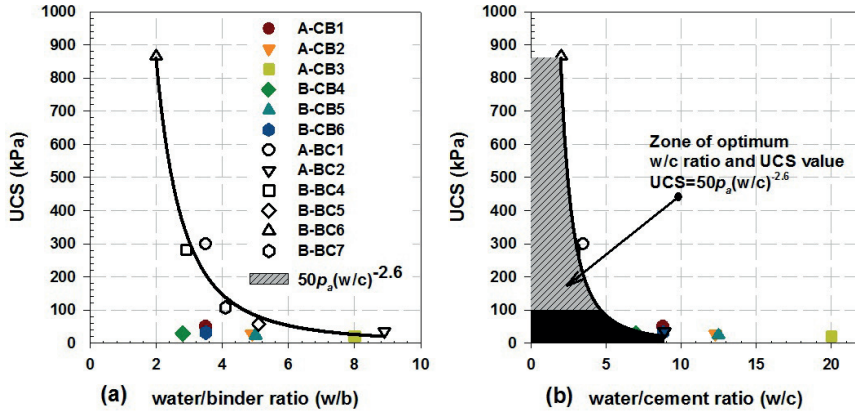 1000
900
800
700
600
500
400
300
200
100
0
UCS (kPa)
0 2 4 6 8 10
(a) water/binder ratio (w/b)
A-CB1
A-CB2
A-CB3
B-CB4
B-CB5
B-CB6
A-BC1
A-BC2
B-BC4
B-BC5
B-BC6
B-BC7
50pₐ(w/c)⁻²·⁶
1000
900
800
700
600
500
400
300
200
100
0
UCS (kPa)
Zone of optimum
w/c ratio and UCS value
UCS=50pₐ(w/c)⁻²·⁶
0 5 10 15 20
(b) water/cement ratio (w/c)